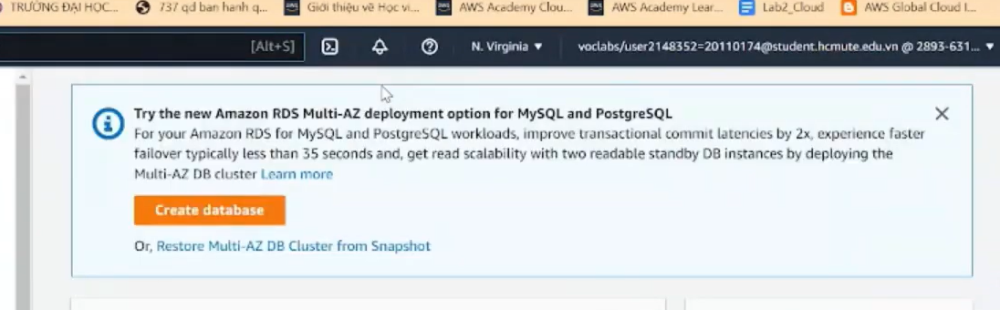 TRƯỜNG ĐẠI HỌC... 737 qd ban hanh q... Giới thiệu về Học vi... AWS Academy Clou... AWS Academy Lear... Lab2_Cloud AWS Global Cloud I...
[Alt+S] N. Virginia ▼ voclabs/user2148352=20110174@student.hcmute.edu.vn @ 2893-631... ▼
Try the new Amazon RDS Multi-AZ deployment option for MySQL and PostgreSQL
For your Amazon RDS for MySQL and PostgreSQL workloads, improve transactional commit latencies by 2x, experience faster
failover typically less than 35 seconds and, get read scalability with two readable standby DB instances by deploying the
Multi-AZ DB cluster Learn more
Create database
Or, Restore Multi-AZ DB Cluster from Snapshot